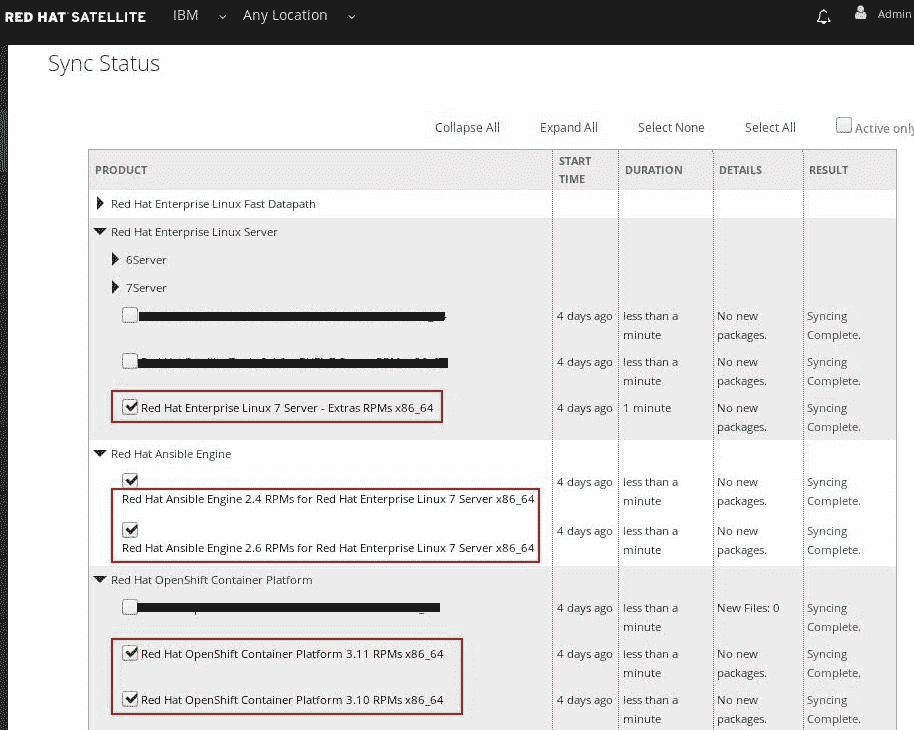 RED HAT SATELLITE IBM Any Location Admin
Sync Status
Collapse All Expand All Select None Select All Active only
PRODUCT START TIME DURATION DETAILS RESULT
Red Hat Enterprise Linux Fast Datapath
Red Hat Enterprise Linux Server
6Server
7Server
4 days ago less than a minute No new packages. Syncing Complete.
4 days ago less than a minute No new packages. Syncing Complete.
Red Hat Enterprise Linux 7 Server - Extras RPMs x86_64 4 days ago 1 minute No new packages. Syncing Complete.
Red Hat Ansible Engine
Red Hat Ansible Engine 2.4 RPMs for Red Hat Enterprise Linux 7 Server x86_64 4 days ago less than a minute No new packages. Syncing Complete.
Red Hat Ansible Engine 2.6 RPMs for Red Hat Enterprise Linux 7 Server x86_64 4 days ago less than a minute No new packages. Syncing Complete.
Red Hat OpenShift Container Platform
4 days ago less than a minute New Files: 0 Syncing Complete.
Red Hat OpenShift Container Platform 3.11 RPMs x86_64 4 days ago less than a minute No new packages. Syncing Complete.
Red Hat OpenShift Container Platform 3.10 RPMs x86_64 4 days ago less than a minute No new packages. Syncing Complete.